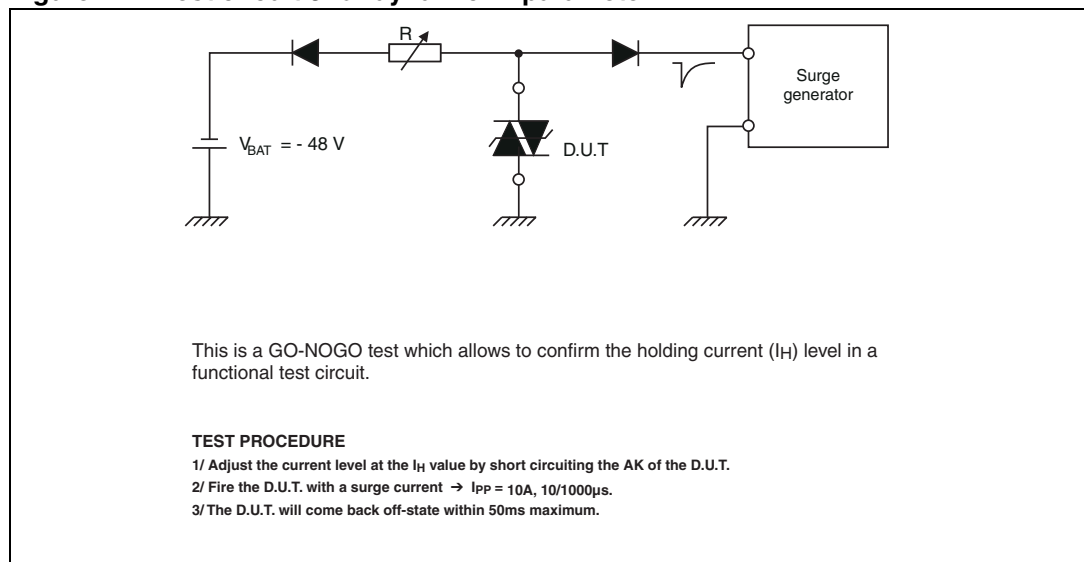 R
Surge
generator
VBAT = - 48 V
D.U.T
This is a GO-NOGO test which allows to confirm the holding current (IH) level in a
functional test circuit.
TEST PROCEDURE
1/ Adjust the current level at the IH value by short circuiting the AK of the D.U.T.
2/ Fire the D.U.T. with a surge current → IPP = 10A, 10/1000µs.
3/ The D.U.T. will come back off-state within 50ms maximum.